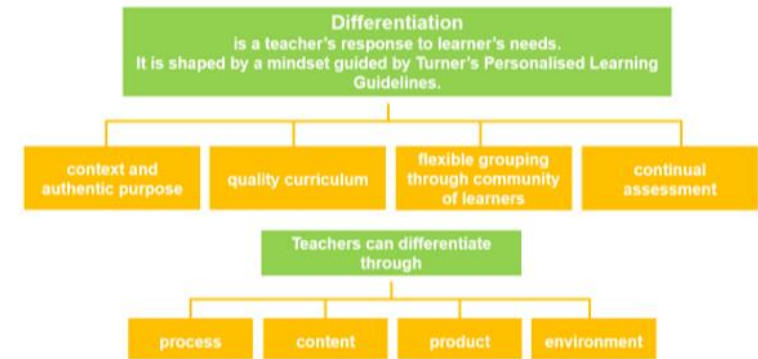 Differentiation
is a teacher's response to learner's needs.
It is shaped by a mindset guided by Turner's Personalised Learning
Guidelines.
context and
authentic purpose
quality curriculum
flexible grouping
through community
of learners
continual
assessment
Teachers can differentiate
through
process
content
product
environment